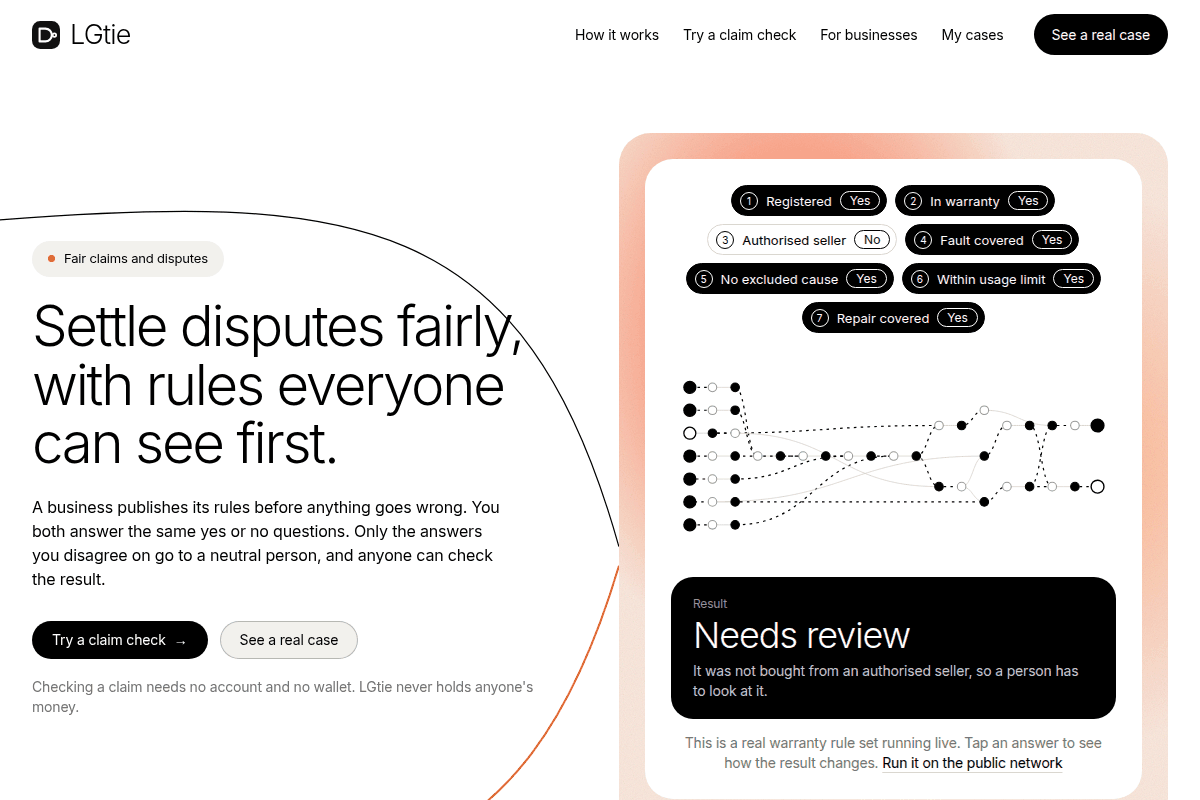 LGtie
How it works
Try a claim check
For businesses
My cases
See a real case
Fair claims and disputes
Settle disputes fairly,
with rules everyone
can see first.
A business publishes its rules before anything goes wrong. You
both answer the same yes or no questions. Only the answers
you disagree on go to a neutral person, and anyone can check
the result.
Try a claim check →
See a real case
Checking a claim needs no account and no wallet. LGtie never holds anyone's
money.
1 Registered Yes
2 In warranty Yes
3 Authorised seller No
4 Fault covered Yes
5 No excluded cause Yes
6 Within usage limit Yes
7 Repair covered Yes
Result
Needs review
It was not bought from an authorised seller, so a person has
to look at it.
This is a real warranty rule set running live. Tap an answer to see
how the result changes. Run it on the public network